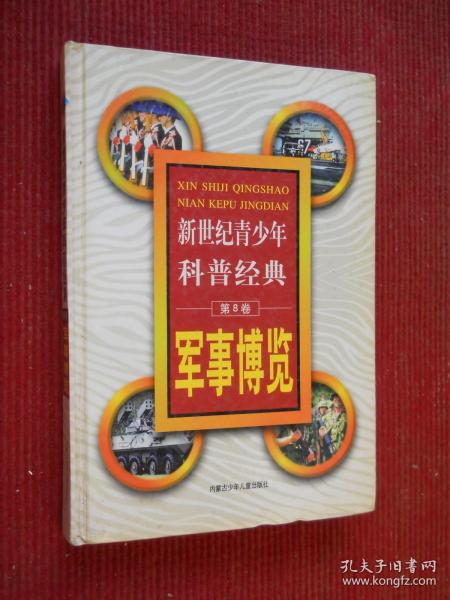 XIN SHIJI QINGSHAO
NIAN KEPU JINGDIAN
新世纪青少年
科普经典
第8卷
军事博览
67
内蒙古少年儿童出版社
孔夫子旧书网
www.kongfz.com